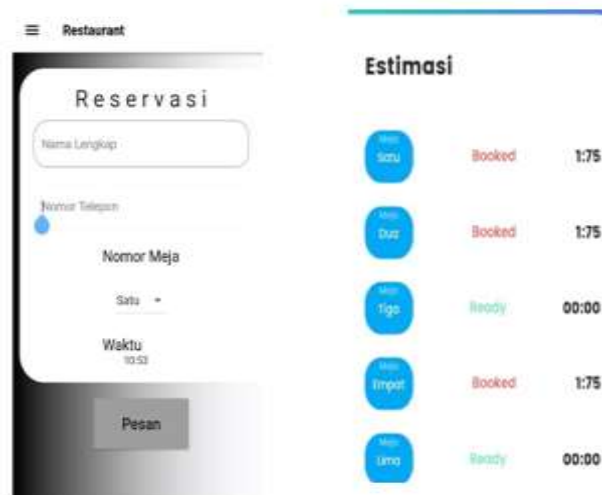 Restaurant
Reservasi
Nama Lengkap
Nomor Telepon
Nomor Meja
Satu
Waktu
10:53
Pesan
Estimasi
Meja
Satu
Booked
1:75
Meja
Dua
Booked
1:75
Meja
Tiga
Ready
00:00
Meja
Empat
Booked
1:75
Meja
Lima
Ready
00:00